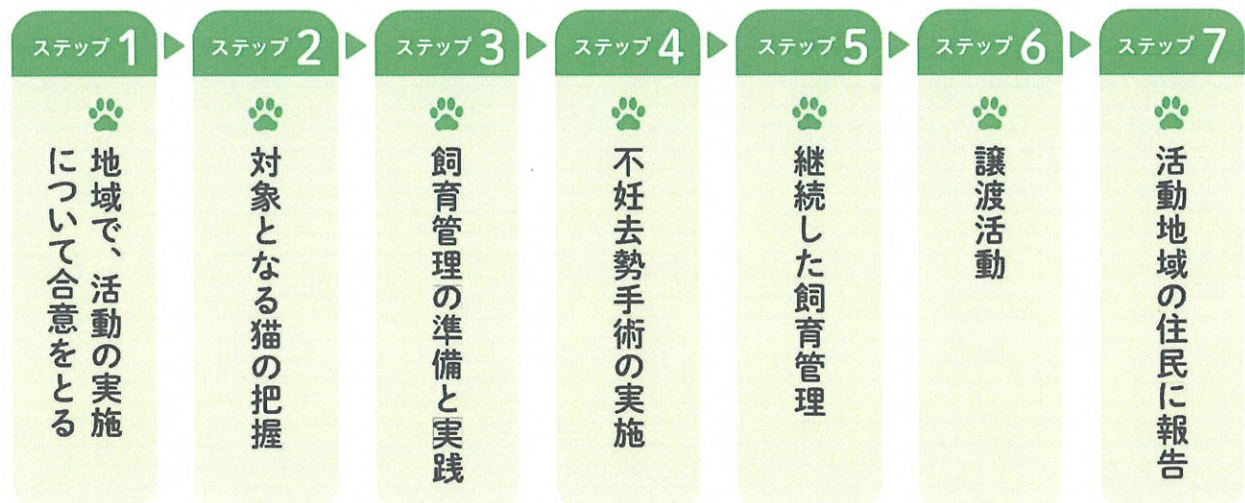 ステップ1
地域で、活動の実施
について合意をとる
ステップ2
対象となる猫の把握
ステップ3
飼育管理の準備と実践
ステップ4
不妊去勢手術の実施
ステップ5
継続した飼育管理
ステップ6
譲渡活動
ステップ7
活動地域の住民に報告